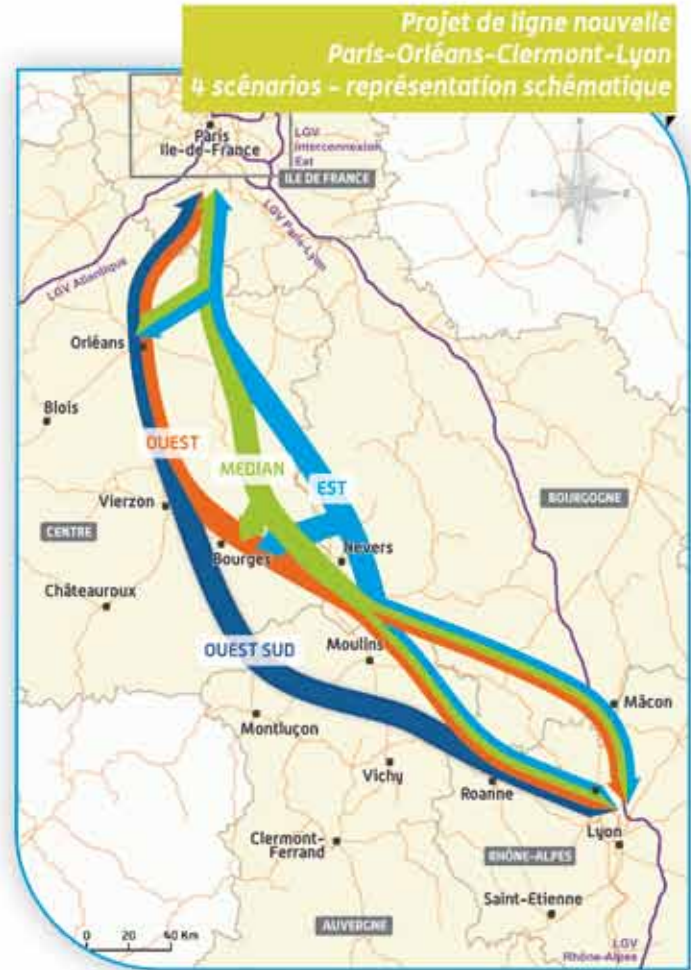 Projet de ligne nouvelle
Paris-Orléans-Clermont-Lyon
4 scénarios - représentation schématique
Paris
Ile-de-France
LGV
Interconnexion
Est
ILE DE FRANCE
LGV Paris-Lyon
LGV Atlantique
Orléans
Blois
OUEST
MEDIAN
EST
BOURGOGNE
Vierzon
CENTRE
Bourges
Nevers
Châteauroux
OUEST SUD
Moulins
Mâcon
Montluçon
Vichy
Roanne
Clermont-
Ferrand
Lyon
RHÔNE-ALPES
Saint-Etienne
AUVERGNE
0 20 40 Km
LGV
Rhône-Alpes